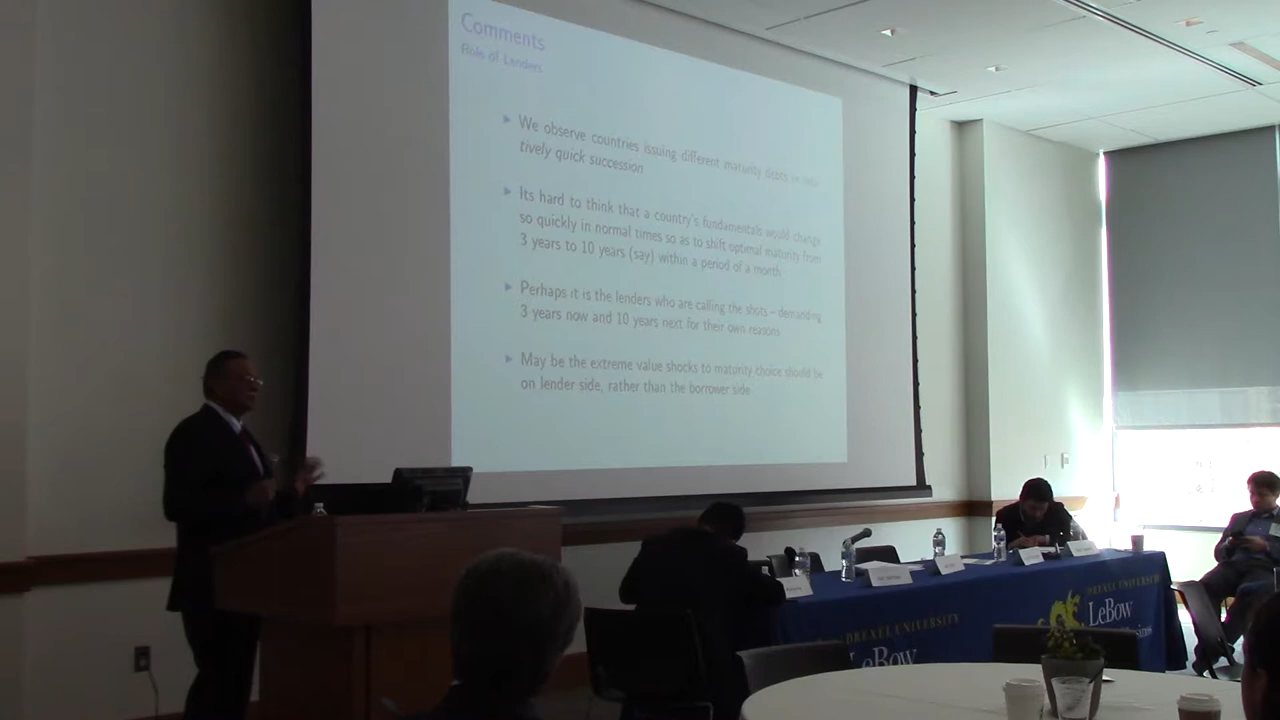 Comments
Role of Lenders
▶ We observe countries issuing different maturity debts in rela-
tively quick succession
▶ Its hard to think that a country's fundamentals would change
so quickly in normal times so as to shift optimal maturity from
3 years to 10 years (say) within a period of a month
▶ Perhaps it is the lenders who are calling the shots – demanding
3 years now and 10 years next for their own reasons
▶ May be the extreme value shocks to maturity choice should be
on lender side, rather than the borrower side
DREXEL UNIVERSITY
LeBow
DREXEL UNIVERSITY
LeBow